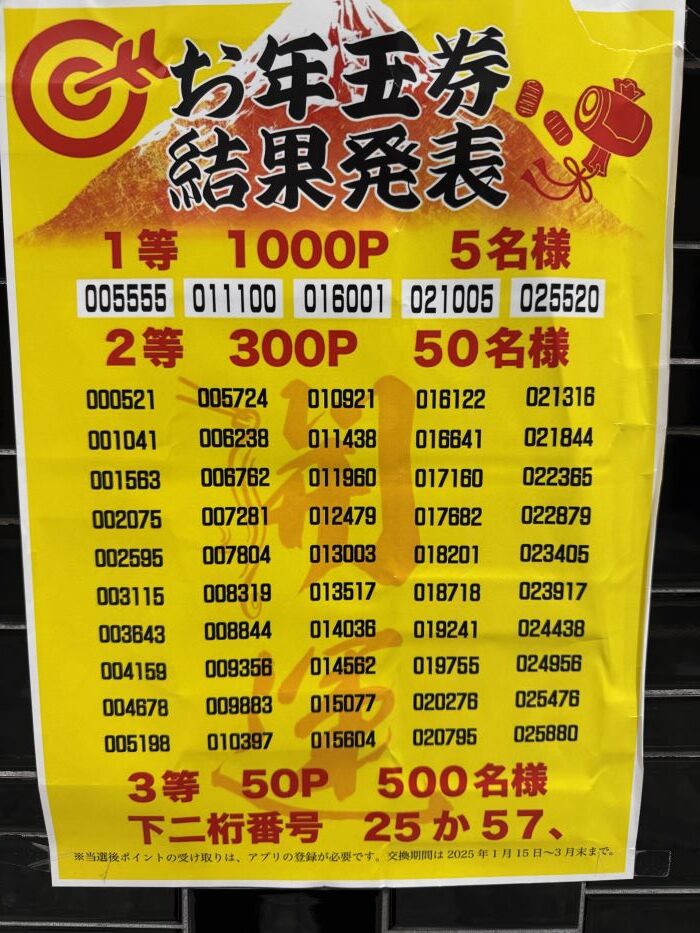 お年玉券
結果発表
1等 1000P 5名様
005555 011100 016001 021005 025520
2等 300P 50名様
000521 005724 010921 016122 021316
001041 006238 011438 016641 021844
001563 006762 011960 017160 022365
002075 007281 012479 017682 022879
002595 007804 013003 018201 023405
003115 008319 013517 018718 023917
003643 008844 014036 019241 024438
004159 009356 014562 019755 024956
004678 009883 015077 020276 025476
005198 010397 015604 020795 025880
開運
3等 50P 500名様
下二桁番号 25か57、
※当選後ポイントの受け取りは、アプリの登録が必要です。交換期間は2025年1月15日～3月末まで。